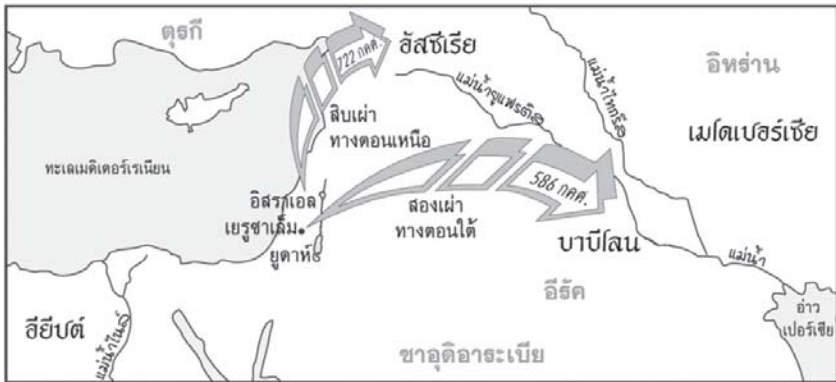 ตุรกี
722 กคศ.
อัสซีเรีย
อิหร่าน
แม่น้ำยูเฟรติส
แม่น้ำไทกริส
เมโดเปอร์เซีย
สิบเผ่า
ทางตอนเหนือ
ทะเลเมดิเตอร์เรเนียน
586 กคศ.
อิสราเอล
เยรูซาเล็ม
ยูดาห์
สองเผ่า
ทางตอนใต้
บาบีโลน
แม่น้ำ
อียิปต์
แม่น้ำไนล์
อีรัค
อ่าว
เปอร์เซีย
ซาอุดิอาระเบีย